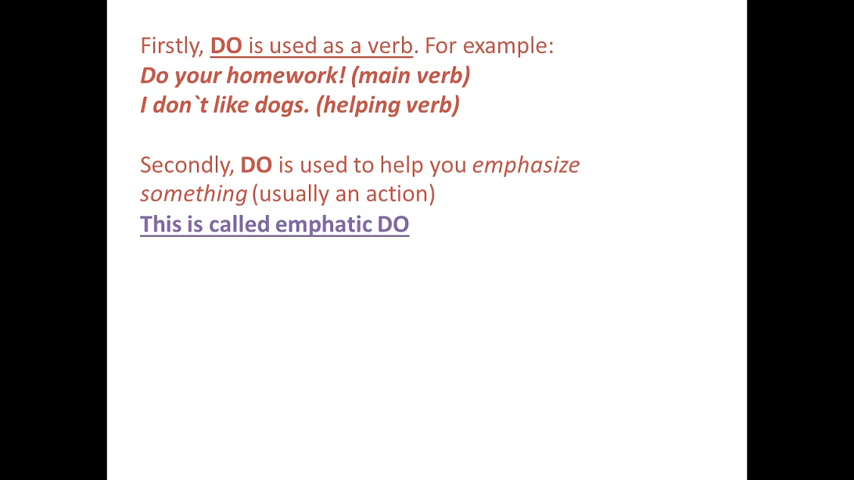 Firstly, DO is used as a verb. For example:
Do your homework! (main verb)
I don`t like dogs. (helping verb)
Secondly, DO is used to help you emphasize
something (usually an action)
This is called emphatic DO